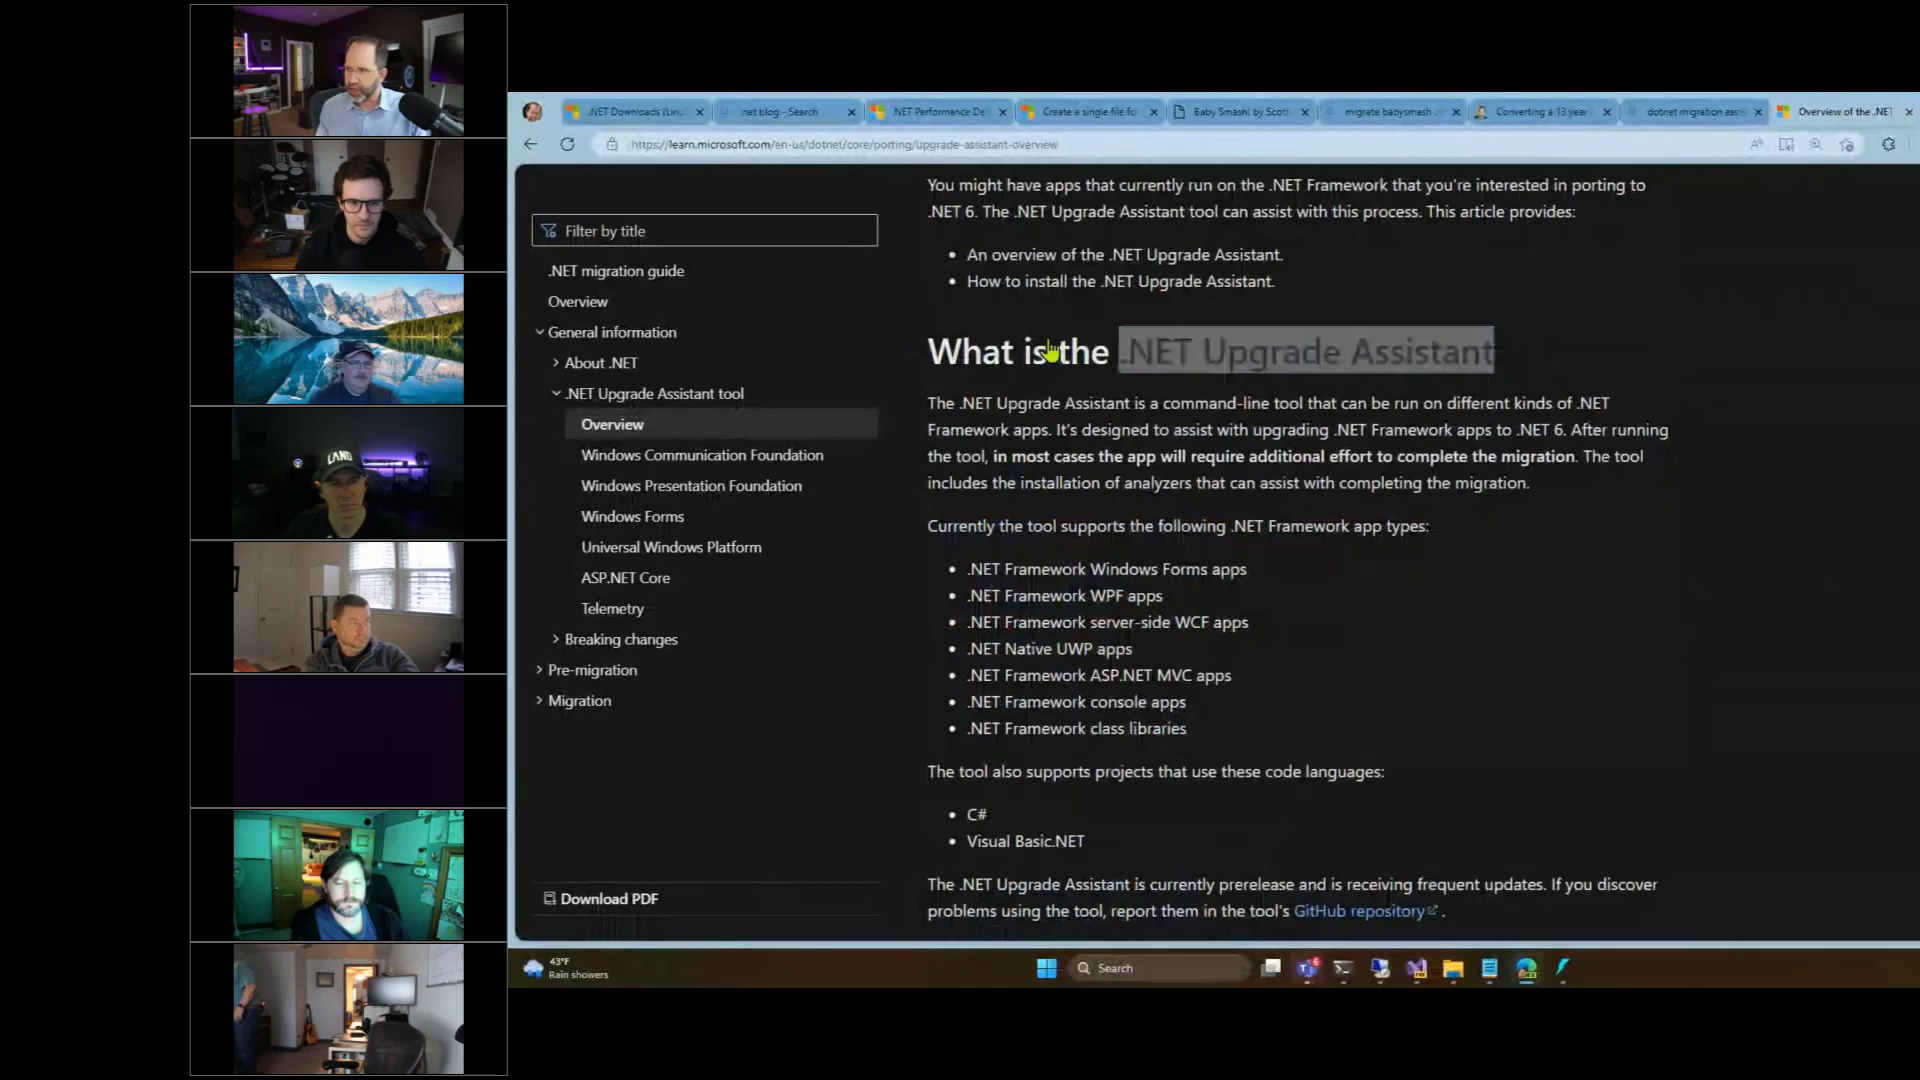 .NET Downloads (Linu
.net blog - Search
.NET Performance De
Create a single file fo
Baby Smash! by Scott
migrate babysmash
Converting a 13 year
dotnet migration assi
Overview of the .NET
https://learn.microsoft.com/en-us/dotnet/core/porting/upgrade-assistant-overview
Filter by title
.NET migration guide
Overview
General information
About .NET
.NET Upgrade Assistant tool
Overview
Windows Communication Foundation
Windows Presentation Foundation
Windows Forms
Universal Windows Platform
ASP.NET Core
Telemetry
Breaking changes
Pre-migration
Migration
Download PDF
You might have apps that currently run on the .NET Framework that you're interested in porting to
.NET 6. The .NET Upgrade Assistant tool can assist with this process. This article provides:
• An overview of the .NET Upgrade Assistant.
• How to install the .NET Upgrade Assistant.
What is the .NET Upgrade Assistant
The .NET Upgrade Assistant is a command-line tool that can be run on different kinds of .NET
Framework apps. It's designed to assist with upgrading .NET Framework apps to .NET 6. After running
the tool, in most cases the app will require additional effort to complete the migration. The tool
includes the installation of analyzers that can assist with completing the migration.
Currently the tool supports the following .NET Framework app types:
• .NET Framework Windows Forms apps
• .NET Framework WPF apps
• .NET Framework server-side WCF apps
• .NET Native UWP apps
• .NET Framework ASP.NET MVC apps
• .NET Framework console apps
• .NET Framework class libraries
The tool also supports projects that use these code languages:
• C#
• Visual Basic.NET
The .NET Upgrade Assistant is currently prerelease and is receiving frequent updates. If you discover
problems using the tool, report them in the tool's GitHub repository.
LAND
43°F
Rain showers
Search